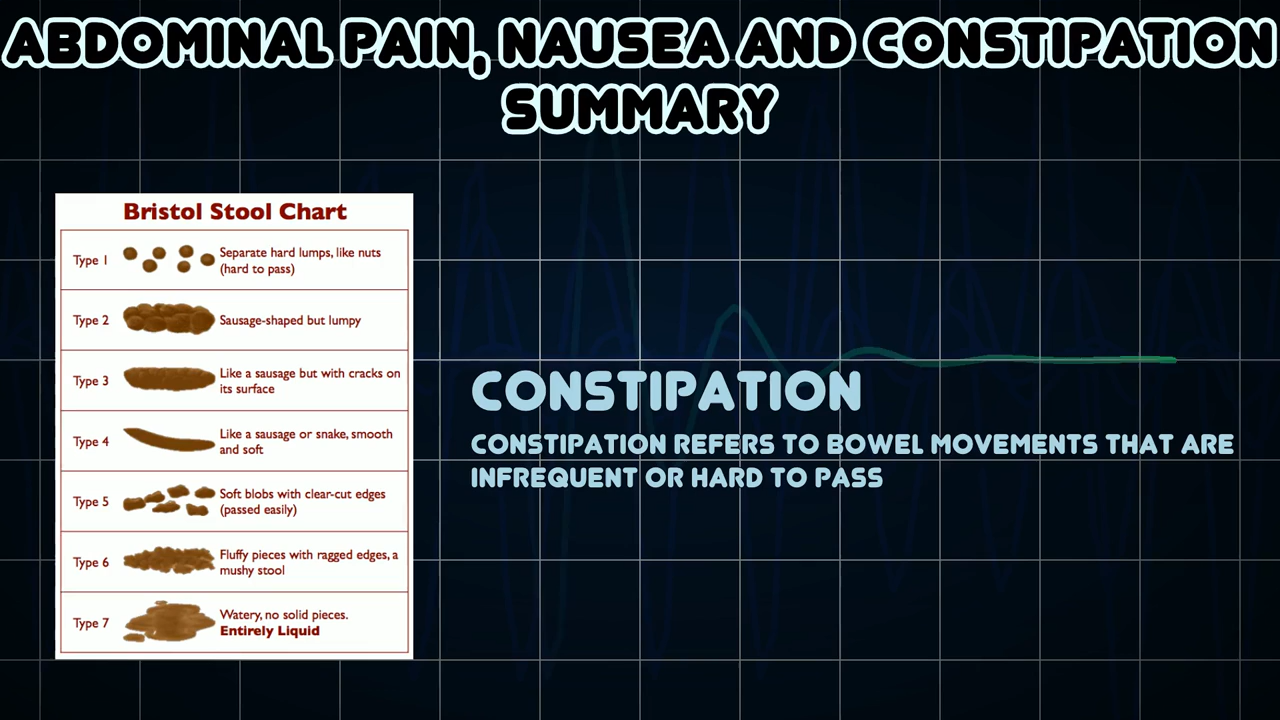 ABDOMINAL PAIN, NAUSEA AND CONSTIPATION
SUMMARY
Bristol Stool Chart
Type 1
Separate hard lumps, like nuts
(hard to pass)
Type 2
Sausage-shaped but lumpy
Type 3
Like a sausage but with cracks on
its surface
Type 4
Like a sausage or snake, smooth
and soft
Type 5
Soft blobs with clear-cut edges
(passed easily)
Type 6
Fluffy pieces with ragged edges, a
mushy stool
Type 7
Watery, no solid pieces.
Entirely Liquid
CONSTIPATION
CONSTIPATION REFERS TO BOWEL MOVEMENTS THAT ARE
INFREQUENT OR HARD TO PASS